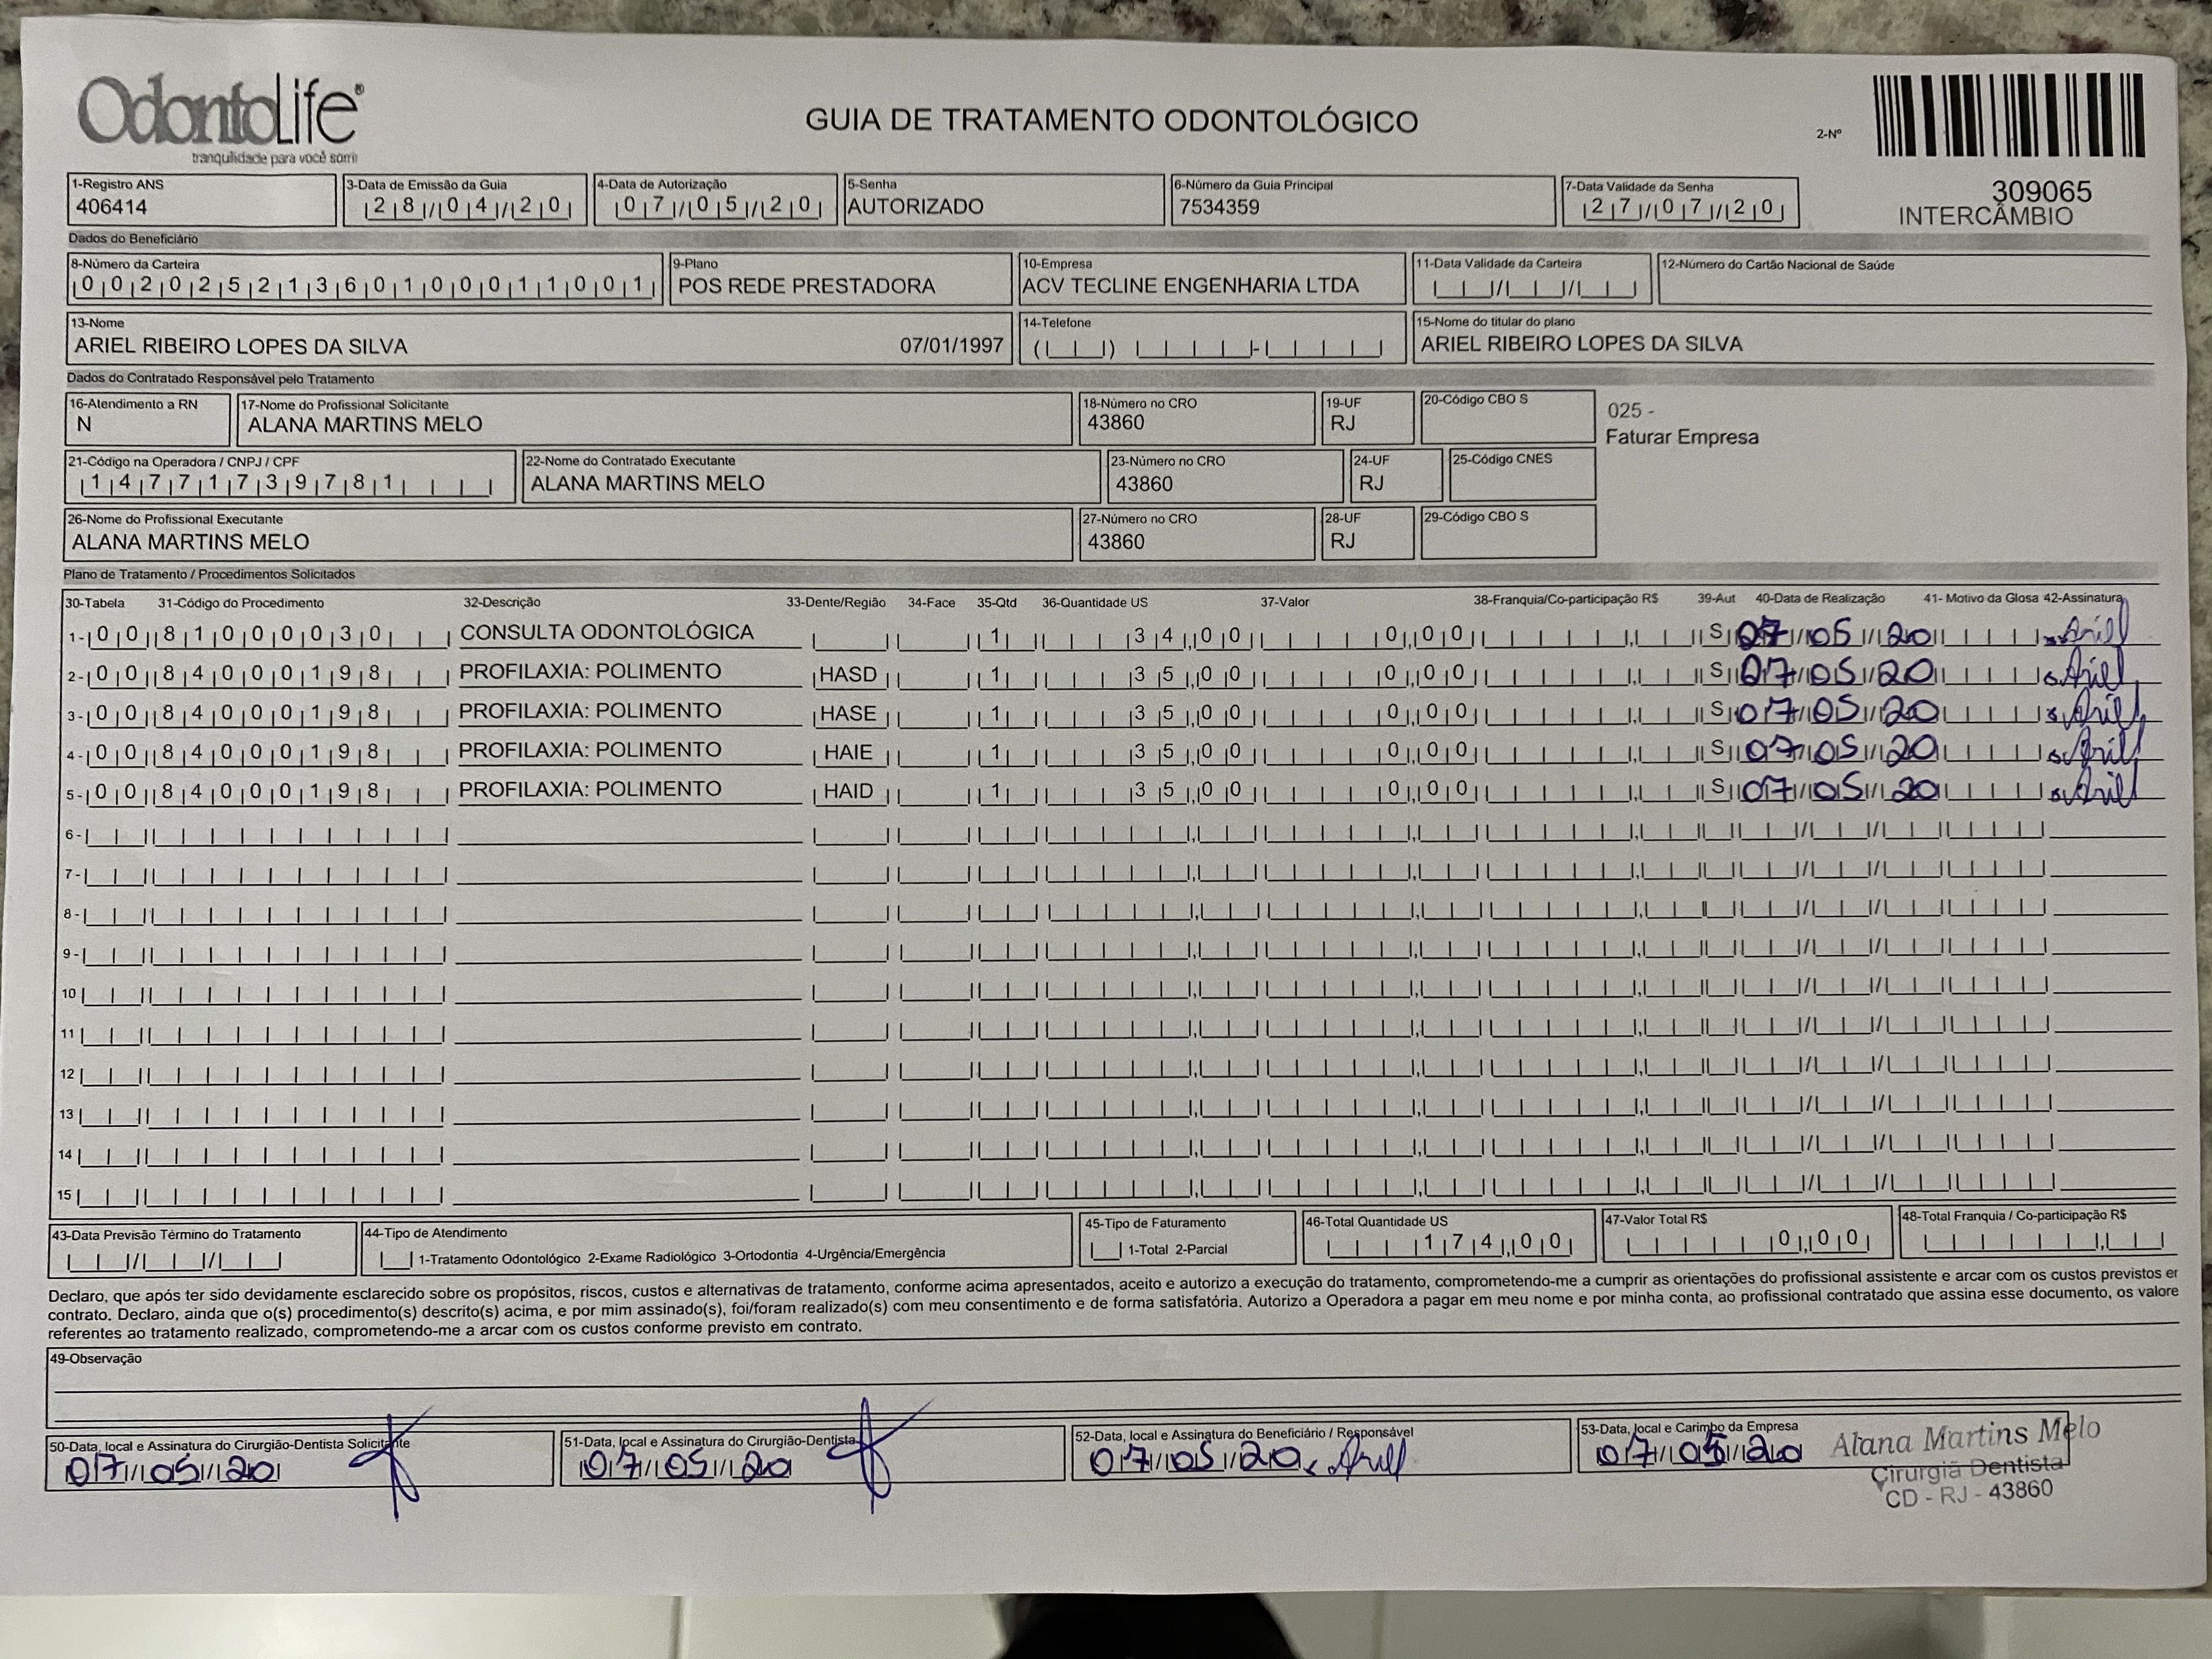 OdontoLife®
tranquilidade para você sorrir
GUIA DE TRATAMENTO ODONTOLÓGICO
2-Nº
309065
INTERCÂMBIO
1-Registro ANS
406414
3-Data de Emissão da Guia
28/04/20
4-Data de Autorização
07/05/20
5-Senha
AUTORIZADO
6-Número da Guia Principal
7534359
7-Data Validade da Senha
27/07/20
Dados do Beneficiário
8-Número da Carteira
00202521360100011001
9-Plano
POS REDE PRESTADORA
10-Empresa
ACV TECLINE ENGENHARIA LTDA
11-Data Validade da Carteira
12-Número do Cartão Nacional de Saúde
13-Nome
ARIEL RIBEIRO LOPES DA SILVA 07/01/1997
14-Telefone
15-Nome do titular do plano
ARIEL RIBEIRO LOPES DA SILVA
Dados do Contratado Responsável pelo Tratamento
16-Atendimento a RN
N
17-Nome do Profissional Solicitante
ALANA MARTINS MELO
18-Número no CRO
43860
19-UF
RJ
20-Código CBO S
025 -
Faturar Empresa
21-Código na Operadora / CNPJ / CPF
14771739781
22-Nome do Contratado Executante
ALANA MARTINS MELO
23-Número no CRO
43860
24-UF
RJ
25-Código CNES
26-Nome do Profissional Executante
ALANA MARTINS MELO
27-Número no CRO
43860
28-UF
RJ
29-Código CBO S
Plano de Tratamento / Procedimentos Solicitados
30-Tabela 31-Código do Procedimento 32-Descrição 33-Dente/Região 34-Face 35-Qtd 36-Quantidade US 37-Valor 38-Franquia/Co-participação R$ 39-Aut 40-Data de Realização 41- Motivo da Glosa 42-Assinatura
1- 00 81000030 CONSULTA ODONTOLÓGICA 1 34,00 0,00 S 07/05/20 Ariel
2- 00 84000198 PROFILAXIA: POLIMENTO HASD 1 35,00 0,00 S 07/05/20 Ariel
3- 00 84000198 PROFILAXIA: POLIMENTO HASE 1 35,00 0,00 S 07/05/20 Ariel
4- 00 84000198 PROFILAXIA: POLIMENTO HAIE 1 35,00 0,00 S 07/05/20 Ariel
5- 00 84000198 PROFILAXIA: POLIMENTO HAID 1 35,00 0,00 S 07/05/20 Ariel
6-
7-
8-
9-
10
11
12
13
14
15
43-Data Previsão Término do Tratamento
44-Tipo de Atendimento
1-Tratamento Odontológico 2-Exame Radiológico 3-Ortodontia 4-Urgência/Emergência
45-Tipo de Faturamento
1-Total 2-Parcial
46-Total Quantidade US
174,00
47-Valor Total R$
0,00
48-Total Franquia / Co-participação R$
Declaro, que após ter sido devidamente esclarecido sobre os propósitos, riscos, custos e alternativas de tratamento, conforme acima apresentados, aceito e autorizo a execução do tratamento, comprometendo-me a cumprir as orientações do profissional assistente e arcar com os custos previstos er
contrato. Declaro, ainda que o(s) procedimento(s) descrito(s) acima, e por mim assinado(s), foi/foram realizado(s) com meu consentimento e de forma satisfatória. Autorizo a Operadora a pagar em meu nome e por minha conta, ao profissional contratado que assina esse documento, os valore
referentes ao tratamento realizado, comprometendo-me a arcar com os custos conforme previsto em contrato.
49-Observação
50-Data, local e Assinatura do Cirurgião-Dentista Solicitante
07/05/20
51-Data, local e Assinatura do Cirurgião-Dentista
07/05/20
52-Data, local e Assinatura do Beneficiário / Responsável
07/05/20 Ariel
53-Data, local e Carimbo da Empresa
07/05/20
Alana Martins Melo
Cirurgiã Dentista
CD - RJ - 43860